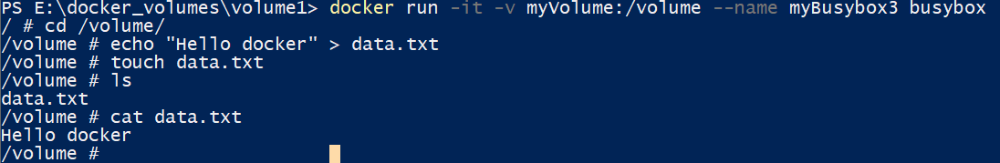 PS E:\docker_volumes\volume1> docker run -it -v myVolume:/volume --name myBusybox3 busybox
/ # cd /volume/
/volume # echo "Hello docker" > data.txt
/volume # touch data.txt
/volume # ls
data.txt
/volume # cat data.txt
Hello docker
/volume #